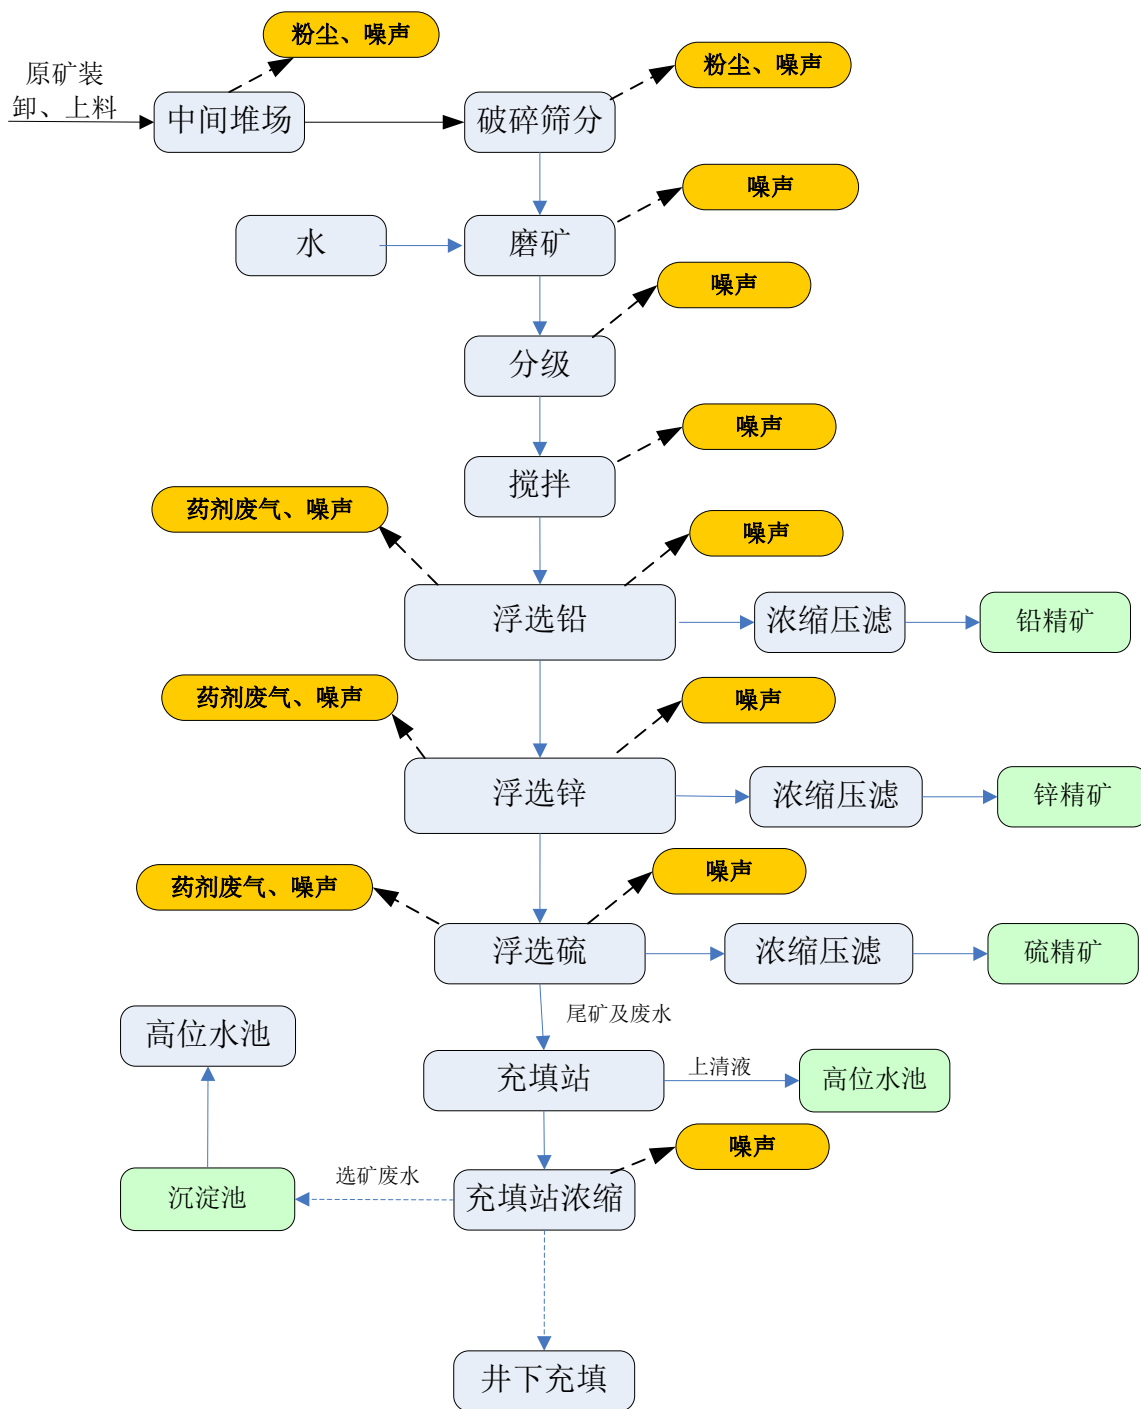 粉尘、噪声
粉尘、噪声
原矿装
卸、上料
中间堆场
破碎筛分
噪声
水
磨矿
噪声
分级
噪声
搅拌
药剂废气、噪声
噪声
浮选铅
浓缩压滤
铅精矿
药剂废气、噪声
噪声
浮选锌
浓缩压滤
锌精矿
药剂废气、噪声
噪声
浮选硫
浓缩压滤
硫精矿
尾矿及废水
高位水池
充填站
上清液
高位水池
噪声
选矿废水
沉淀池
充填站浓缩
井下充填